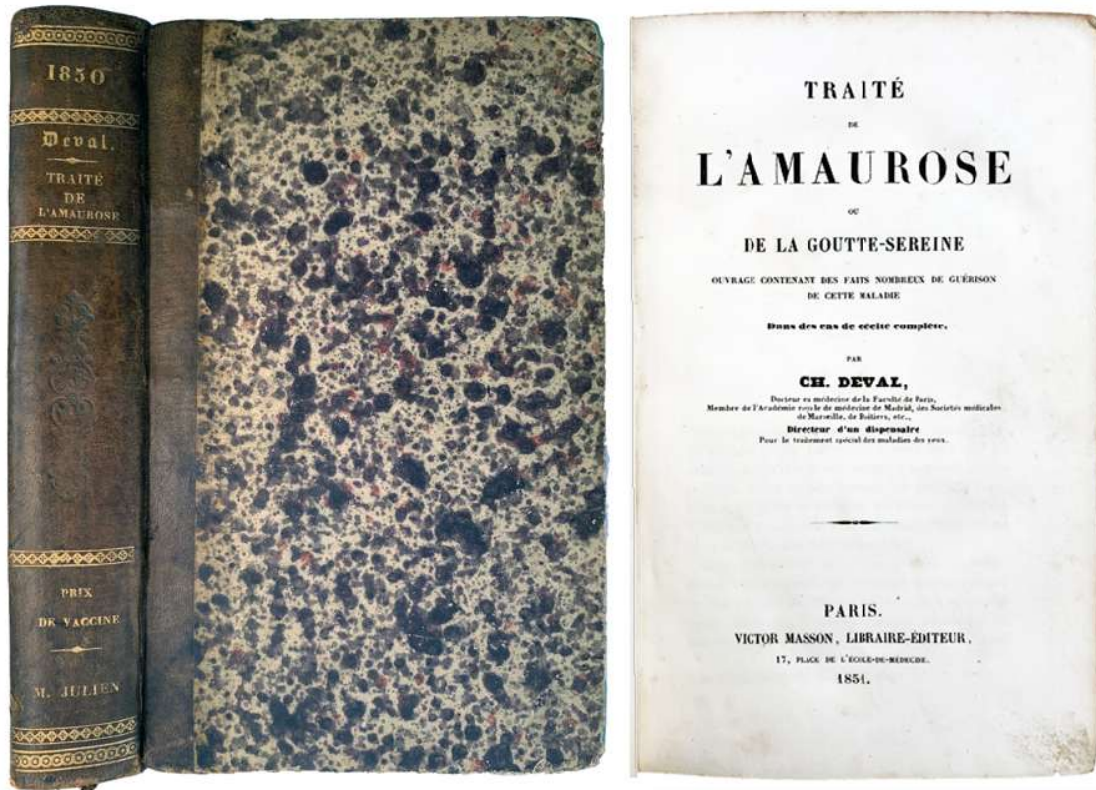 1850
Deval.
TRAITÉ
DE
L'AMAUROSE
PRIX
DE VACCINE
M. JULIEN
TRAITÉ
DE
L'AMAUROSE
OU
DE LA GOUTTE-SEREINE
OUVRAGE CONTENANT DES FAITS NOMBREUX DE GUÉRISON
DE CETTE MALADIE
Dans des cas de cécité complète.
PAR
CH. DEVAL,
Docteur en médecine de la Faculté de Paris,
Membre de l'Académie royale de médecine de Madrid, des Sociétés médicales
de Marseille, de Poitiers, etc.,
Directeur d'un dispensaire
Pour le traitement spécial des maladies des yeux.
PARIS.
VICTOR MASSON, LIBRAIRE-ÉDITEUR,
17, PLACE DE L'ÉCOLE-DE-MÉDECINE.
1851.